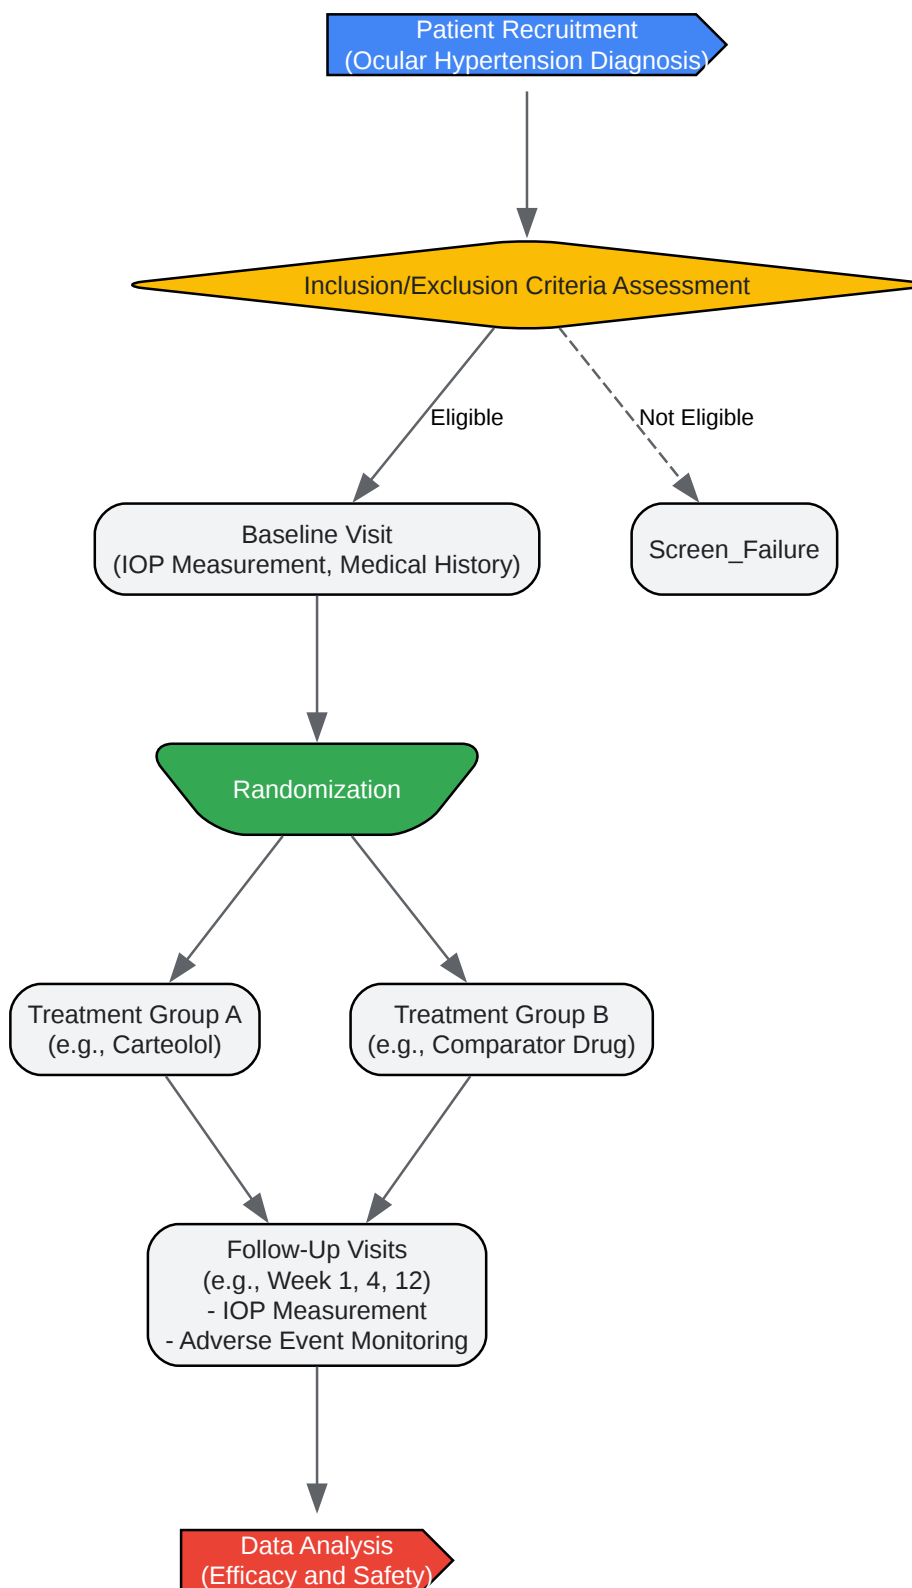 Patient Recruitment
(Ocular Hypertension Diagnosis)
Inclusion/Exclusion Criteria Assessment
Eligible
Not Eligible
Baseline Visit
(IOP Measurement, Medical History)
Screen_Failure
Randomization
Treatment Group A
(e.g., Carteolol)
Treatment Group B
(e.g., Comparator Drug)
Follow-Up Visits
(e.g., Week 1, 4, 12)
- IOP Measurement
- Adverse Event Monitoring
Data Analysis
(Efficacy and Safety)